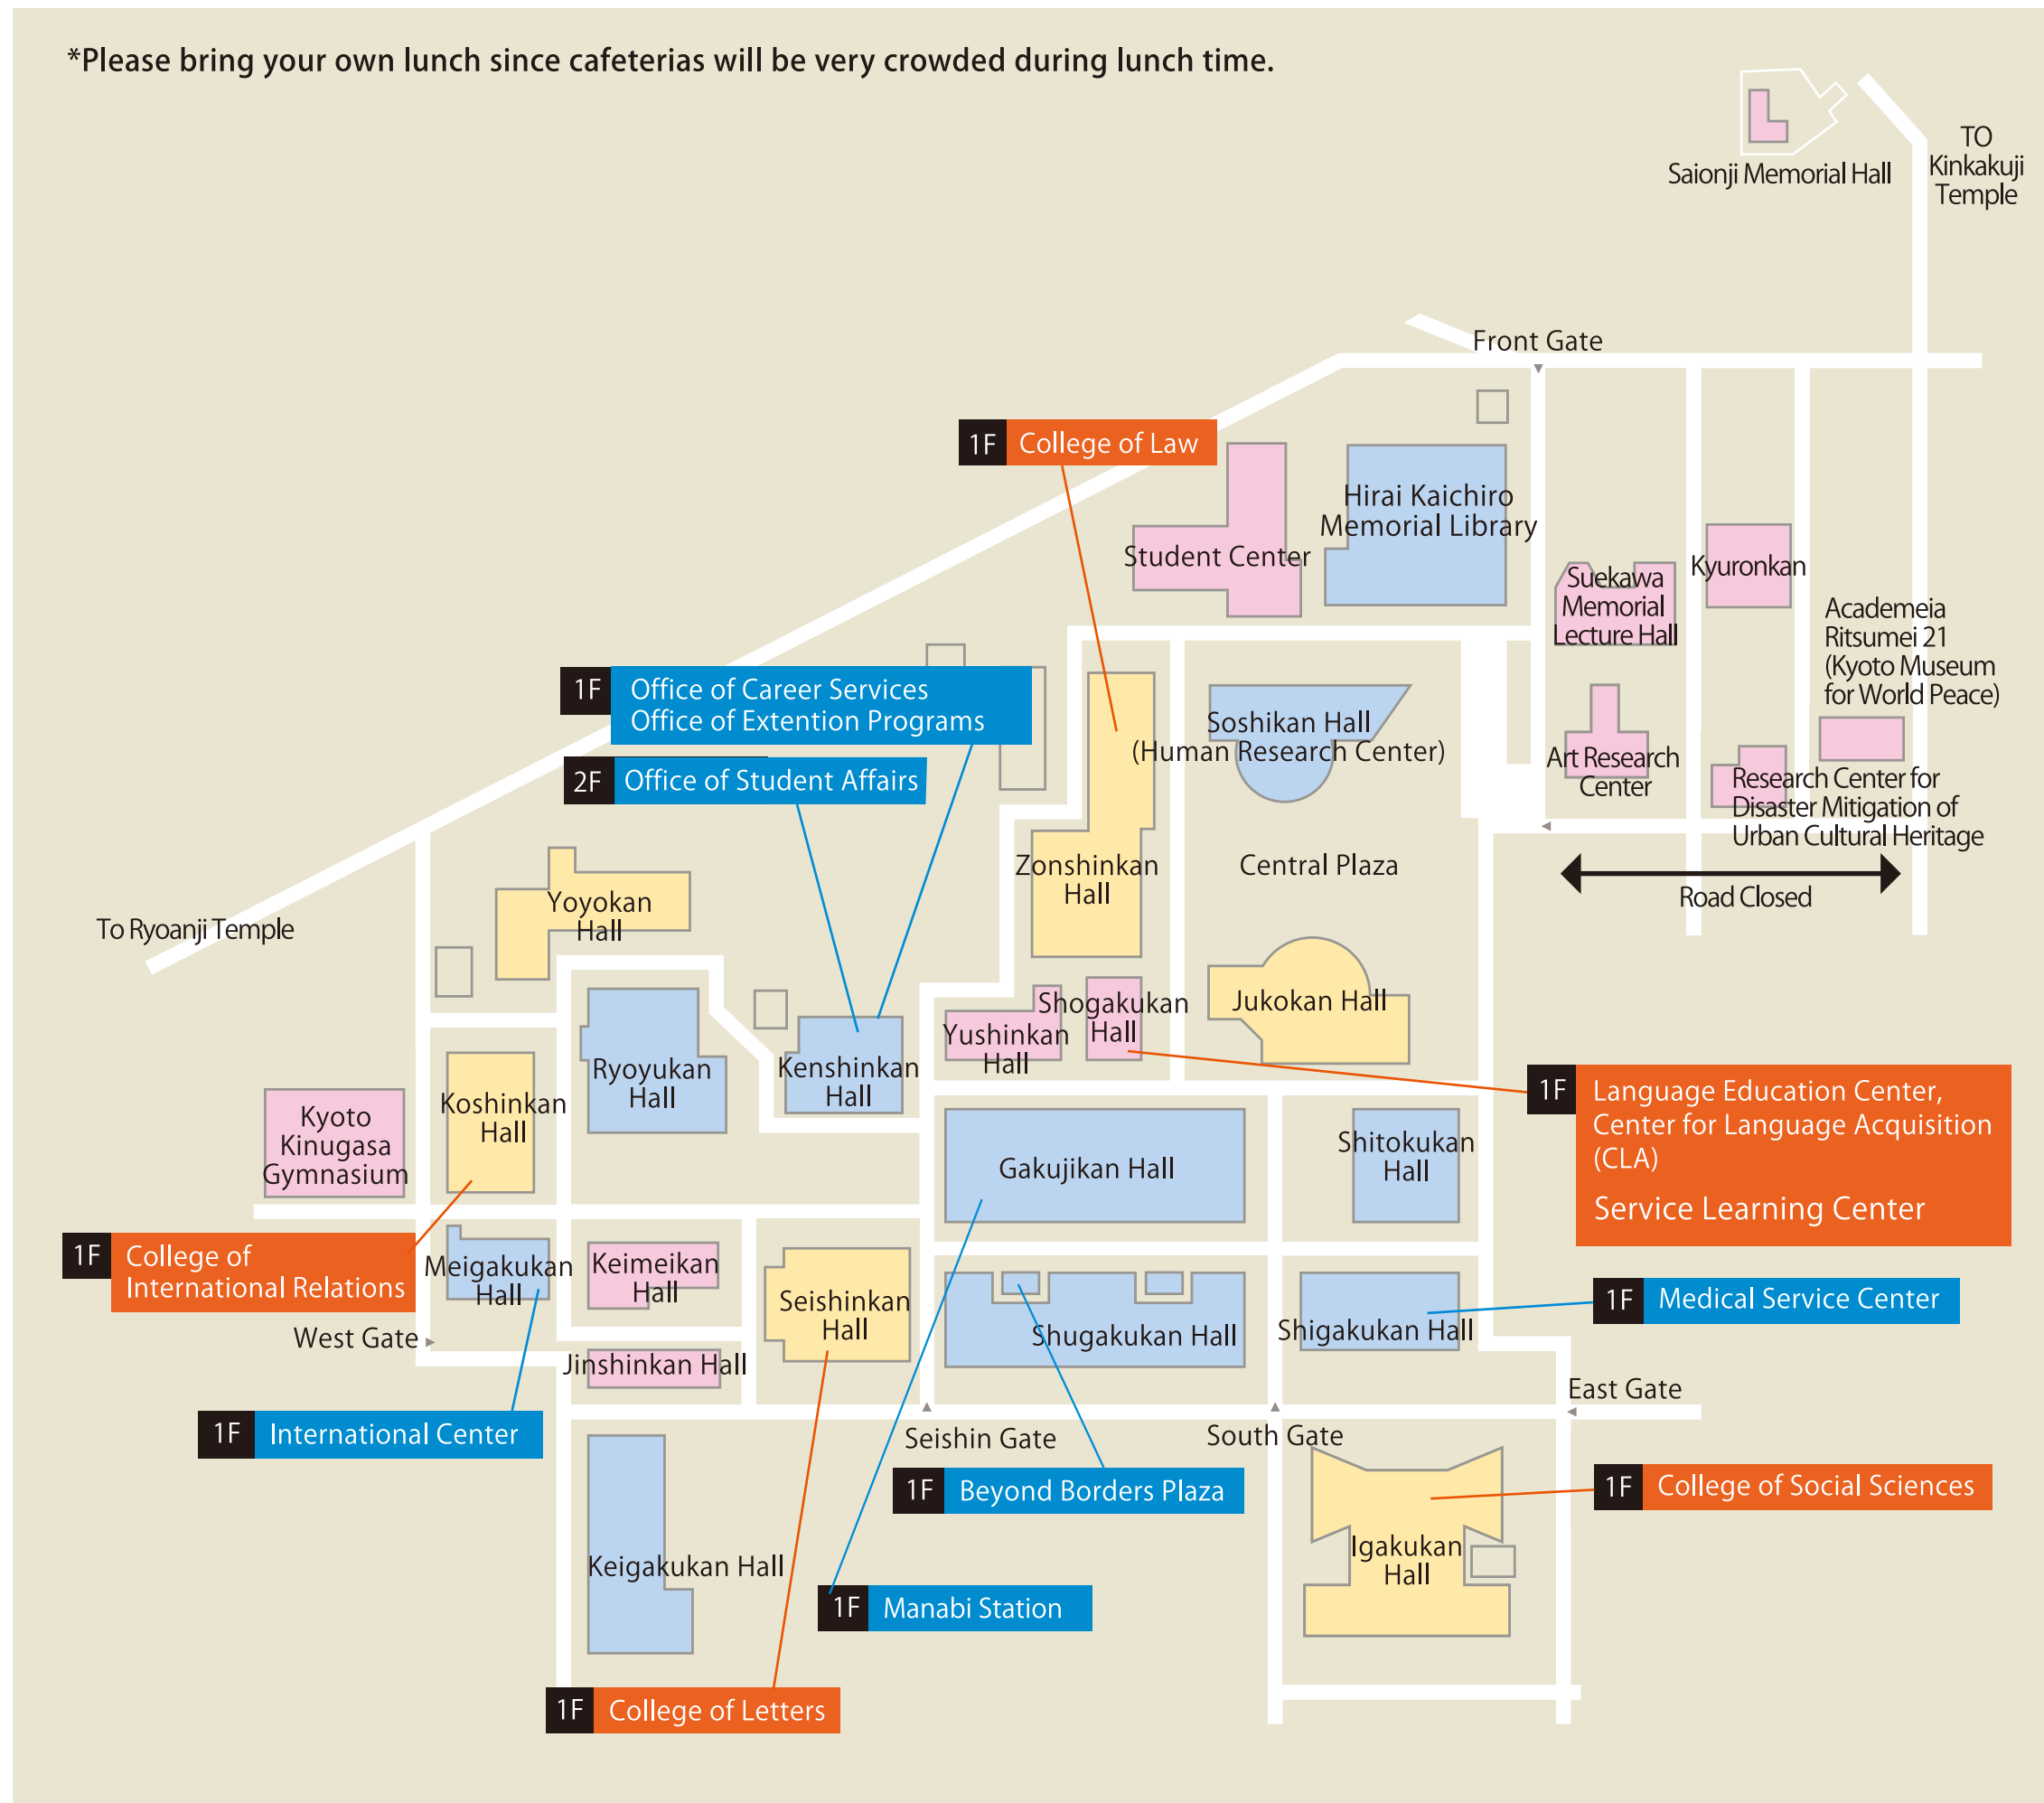 *Please bring your own lunch since cafeterias will be very crowded during lunch time.
Saionji Memorial Hall
TO
Kinkakuji
Temple
Front Gate
1F
College of Law
Hirai Kaichiro
Memorial Library
Student Center
Suekawa
Memorial
Lecture Hall
Kyuronkan
Academeia
Ritsumei 21
(Kyoto Museum
for World Peace)
1F
Office of Career Services
Office of Extention Programs
2F
Office of Student Affairs
Soshikan Hall
(Human Research Center)
Art Research
Center
Research Center for
Disaster Mitigation of
Urban Cultural Heritage
Zonshinkan
Hall
Central Plaza
Road Closed
Yoyokan
Hall
To Ryoanji Temple
Shogakukan
Hall
Jukokan Hall
Yushinkan
Hall
Ryoyukan
Hall
Kenshinkan
Hall
Koshinkan
Hall
Kyoto
Kinugasa
Gymnasium
1F
Language Education Center,
Center for Language Acquisition
(CLA)
Service Learning Center
Gakujikan Hall
Shitokukan
Hall
1F
College of
International Relations
Meigakukan
Hall
Keimeikan
Hall
Seishinkan
Hall
Shugakukan Hall
Shigakukan Hall
1F
Medical Service Center
West Gate
Jinshinkan Hall
East Gate
1F
International Center
Seishin Gate
South Gate
1F
Beyond Borders Plaza
1F
College of Social Sciences
Igakukan
Hall
Keigakukan Hall
1F
Manabi Station
1F
College of Letters